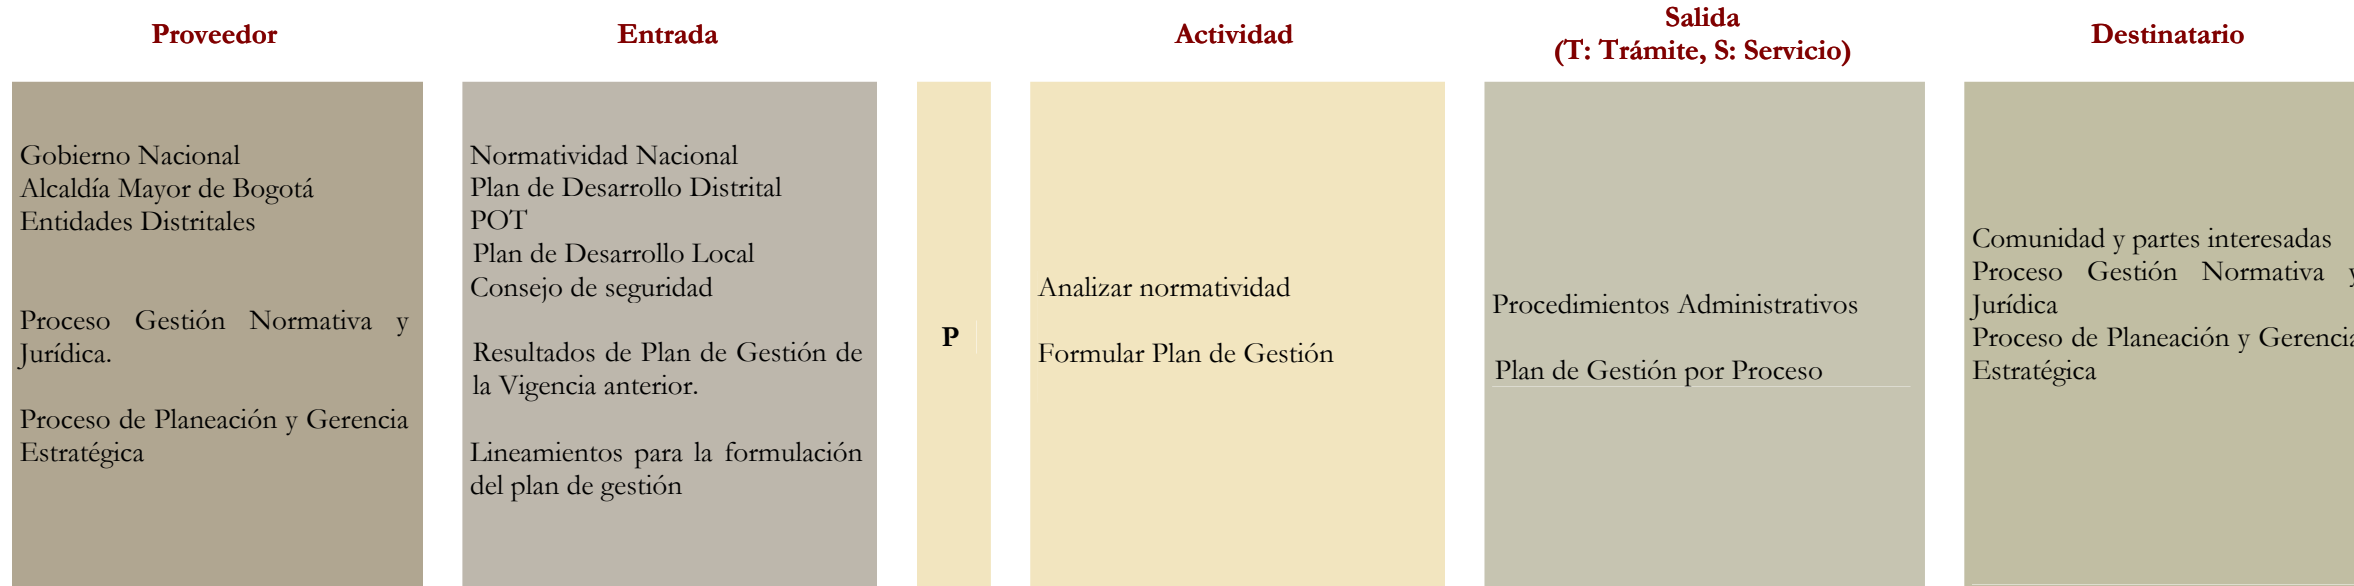 Proveedor
Entrada
Actividad
Salida
(T: Trámite, S: Servicio)
Destinatario
Gobierno Nacional
Alcaldía Mayor de Bogotá
Entidades Distritales
Proceso Gestión Normativa y
Jurídica.
Proceso de Planeación y Gerencia
Estratégica
Normatividad Nacional
Plan de Desarrollo Distrital
POT
Plan de Desarrollo Local
Consejo de seguridad
Resultados de Plan de Gestión de
la Vigencia anterior.
Lineamientos para la formulación
del plan de gestión
P
Analizar normatividad
Formular Plan de Gestión
Procedimientos Administrativos
Plan de Gestión por Proceso
Comunidad y partes interesadas
Proceso Gestión Normativa y
Jurídica
Proceso de Planeación y Gerencia
Estratégica